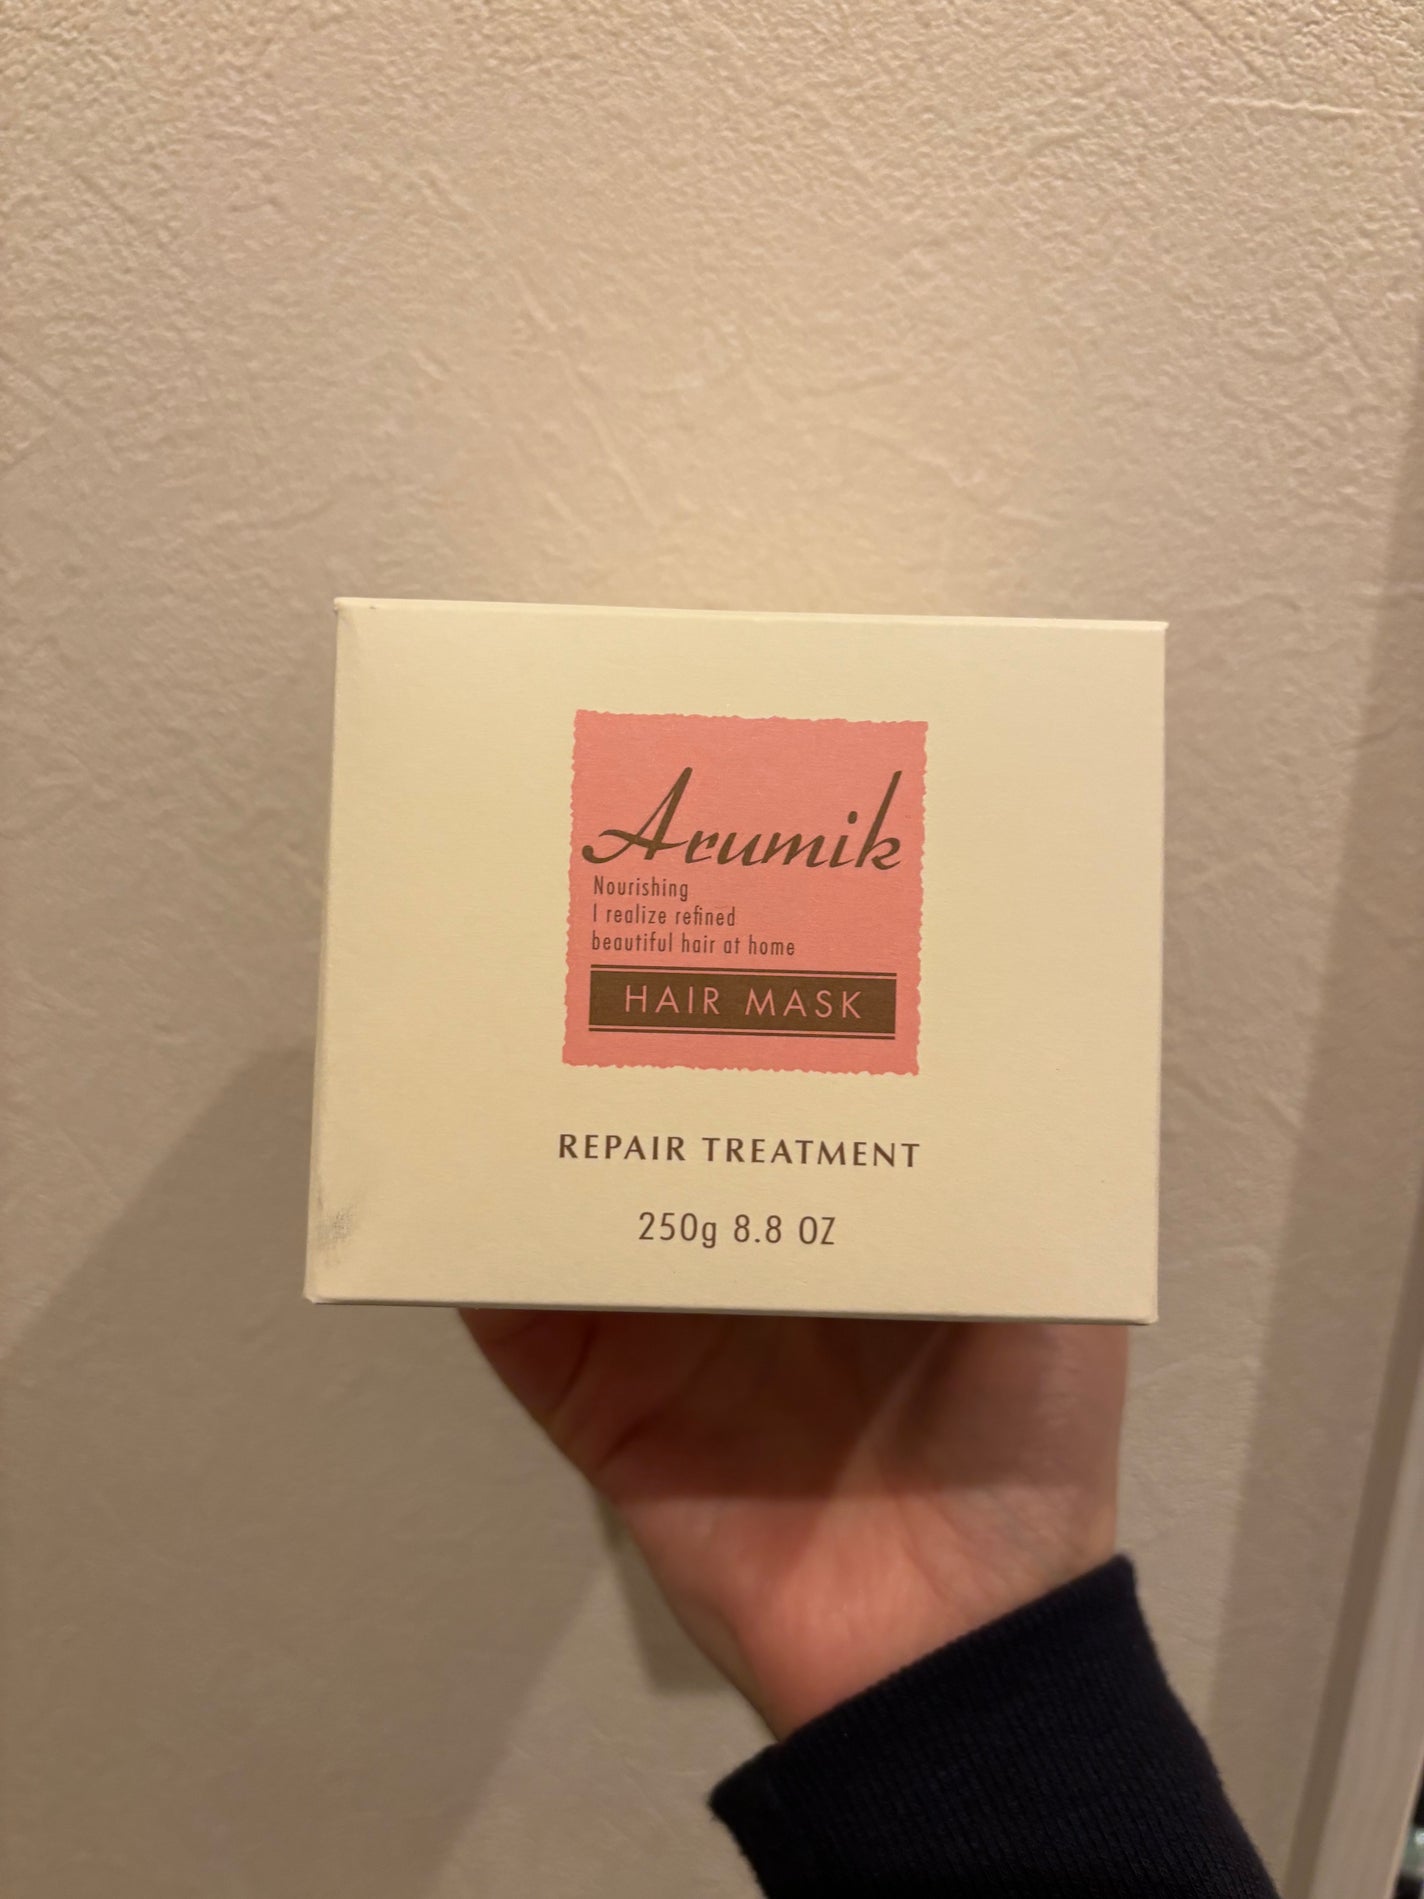 Arumik
Nourishing
I realize refined
beautiful hair at home
HAIR MASK
REPAIR TREATMENT
250g 8.8 OZ